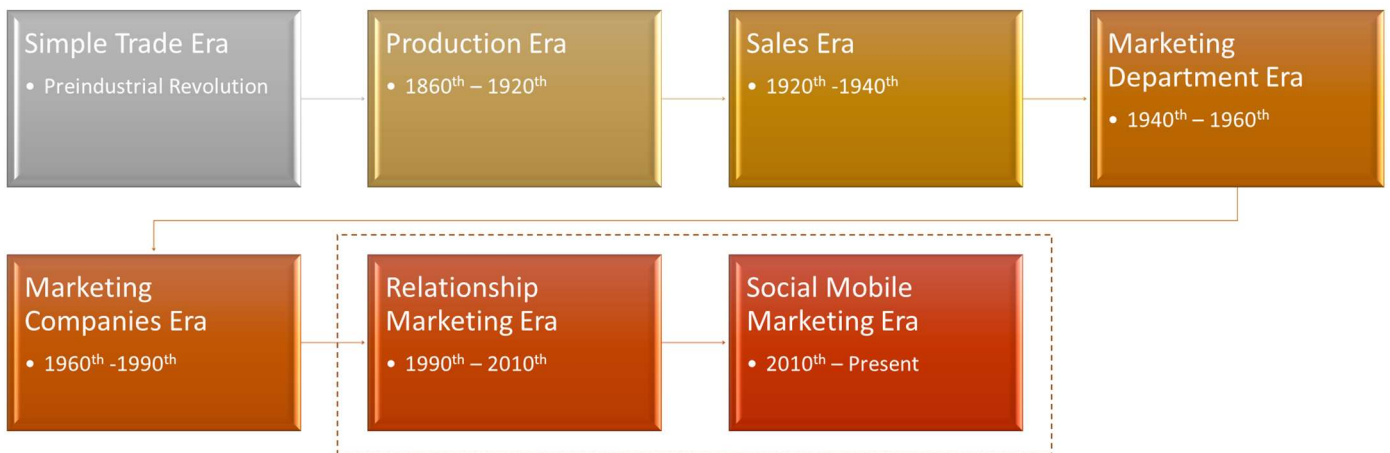 Simple Trade Era
• Preindustrial Revolution
Production Era
• 1860th – 1920th
Sales Era
• 1920th -1940th
Marketing
Department Era
• 1940th – 1960th
Marketing
Companies Era
• 1960th -1990th
Relationship
Marketing Era
• 1990th – 2010th
Social Mobile
Marketing Era
• 2010th – Present